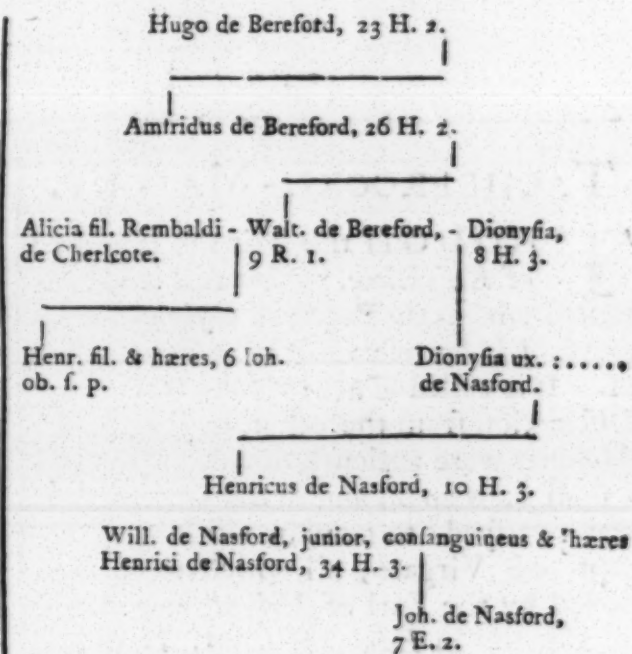 Hugo de Bereford, 23 H. 2.
Amfridus de Bereford, 26 H. 2.
Alicia fil. Rembaldi - Walt. de Bereford, - Dionyſia,
de Cherlcote. 9 R. 1. 8 H. 3.
Henr. fil. & hæres, 6 Joh. Dionyſia ux. : . . . . .
ob. ſ. p. de Nasford.
Henricus de Nasford, 10 H. 3.
Will. de Nasford, junior, conſanguineus & hæres
Henrici de Nasford, 34 H. 3.
Joh. de Nasford,
7 E. 2.